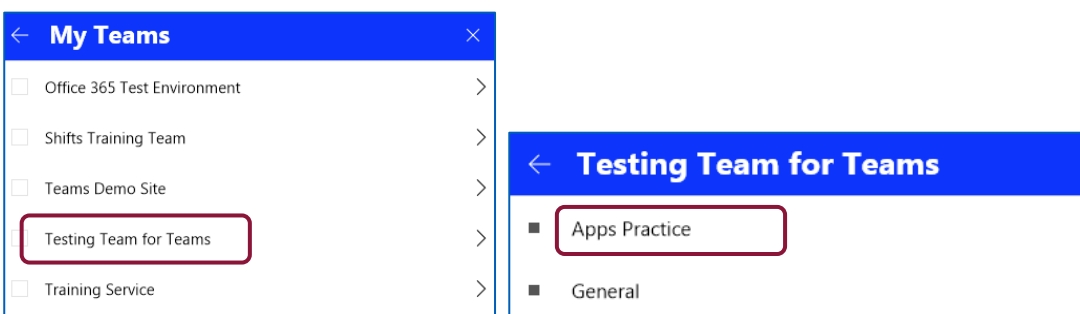 My Teams
Office 365 Test Environment
Shifts Training Team
Teams Demo Site
Testing Team for Teams
Training Service
Testing Team for Teams
Apps Practice
General